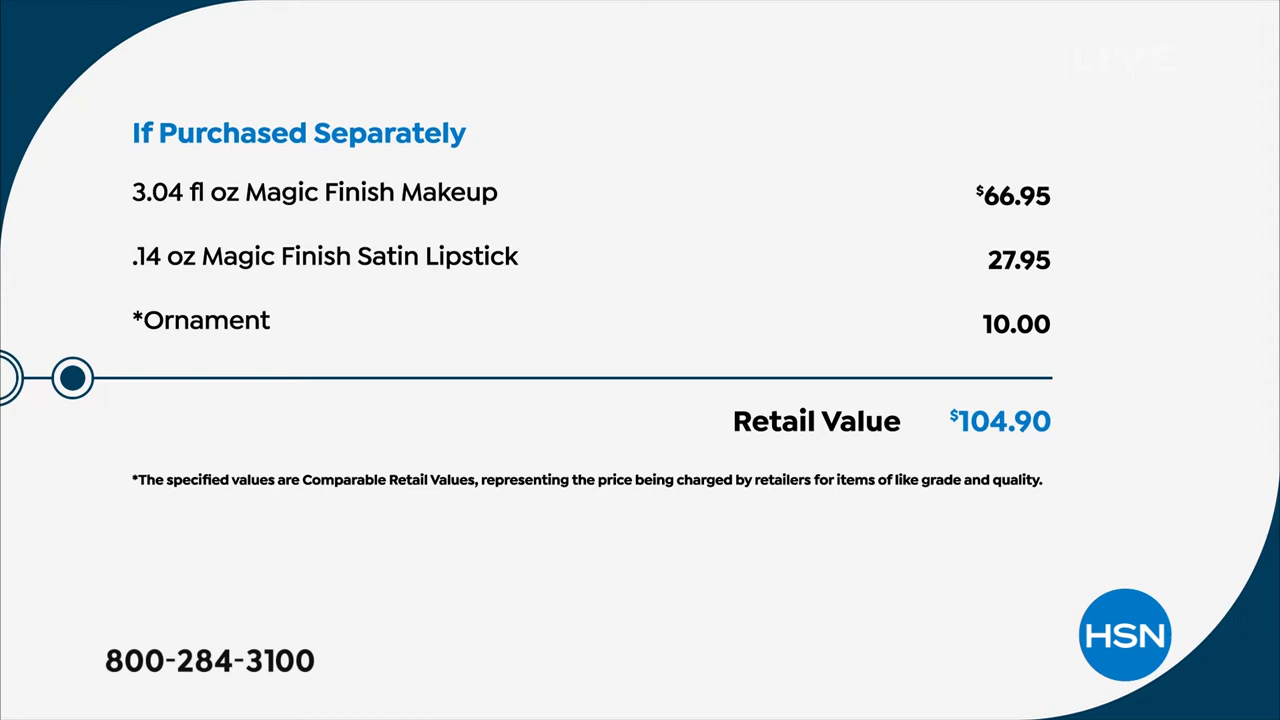 LIVE
If Purchased Separately
3.04 fl oz Magic Finish Makeup $66.95
.14 oz Magic Finish Satin Lipstick 27.95
*Ornament 10.00
Retail Value $104.90
*The specified values are Comparable Retail Values, representing the price being charged by retailers for items of like grade and quality.
800-284-3100
HSN